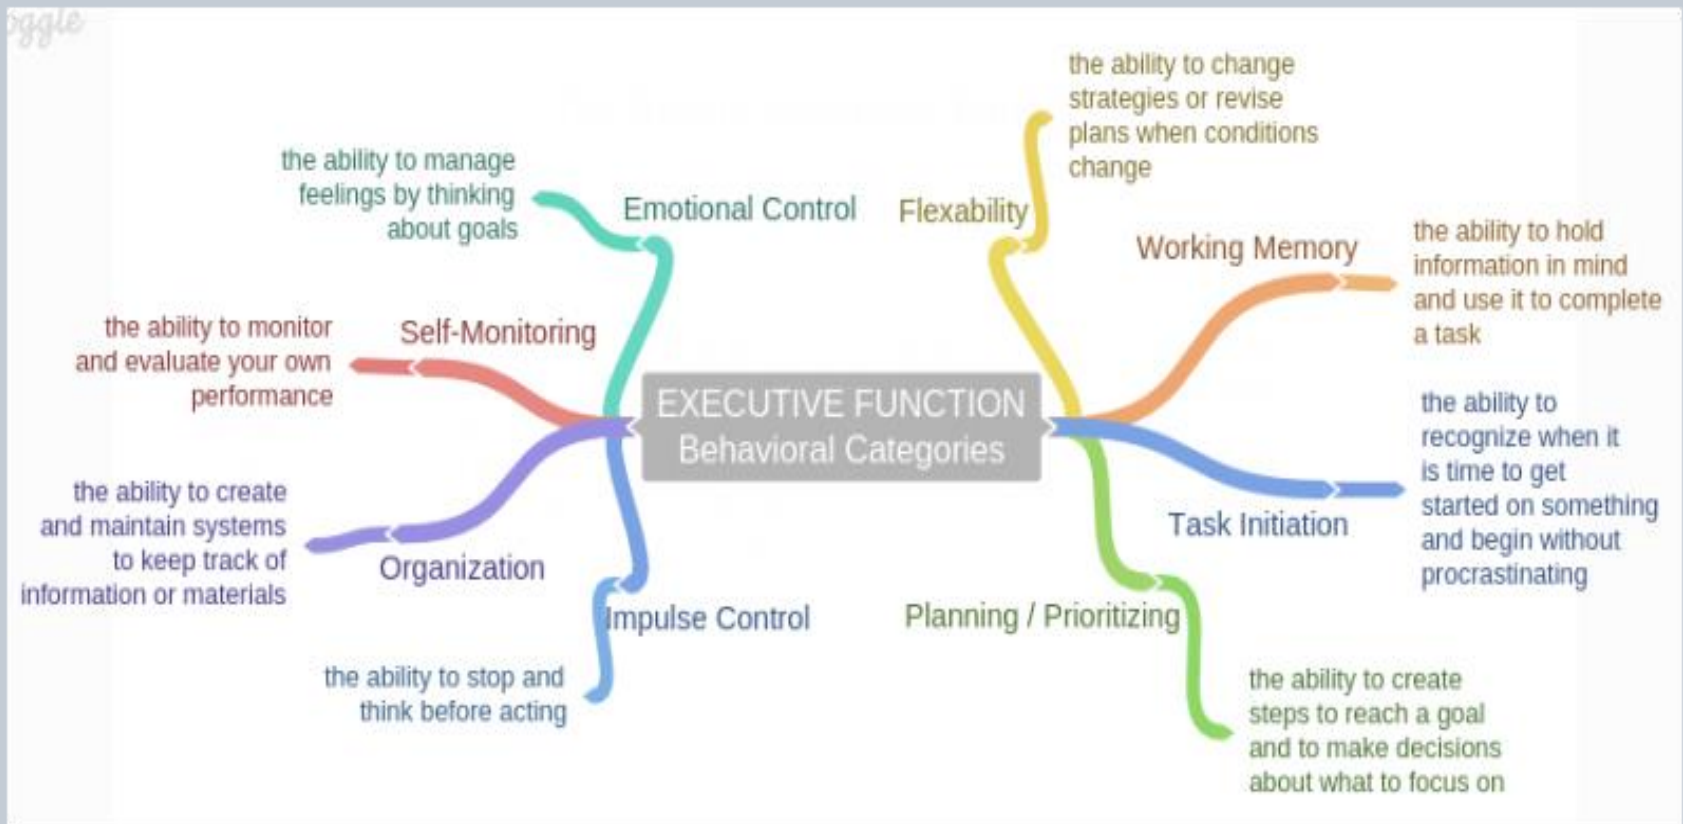 oggle
EXECUTIVE FUNCTION
Behavioral Categories
Emotional Control
the ability to manage
feelings by thinking
about goals
Self-Monitoring
the ability to monitor
and evaluate your own
performance
Organization
the ability to create
and maintain systems
to keep track of
information or materials
Impulse Control
the ability to stop and
think before acting
Flexability
the ability to change
strategies or revise
plans when conditions
change
Working Memory
the ability to hold
information in mind
and use it to complete
a task
Task Initiation
the ability to
recognize when it
is time to get
started on something
and begin without
procrastinating
Planning / Prioritizing
the ability to create
steps to reach a goal
and to make decisions
about what to focus on